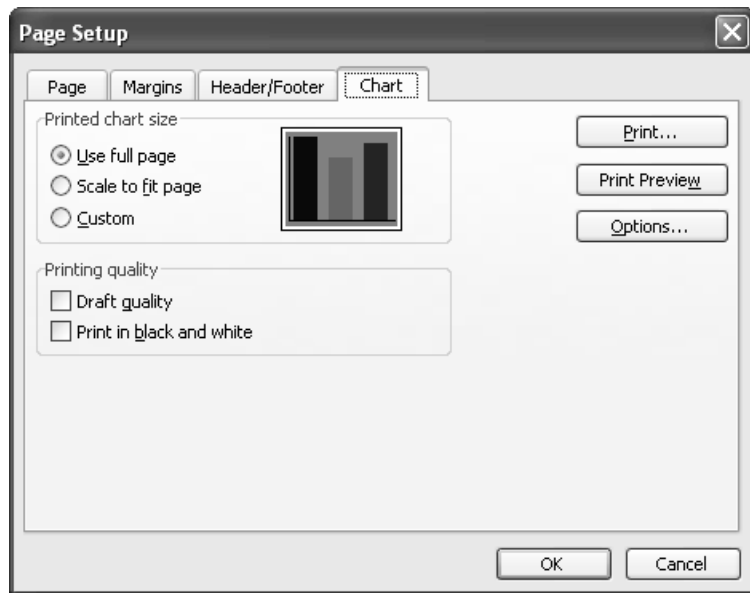 Page Setup
Page
Margins
Header/Footer
Chart
Printed chart size
Use full page
Scale to fit page
Custom
Print...
Print Preview
Options...
Printing quality
Draft quality
Print in black and white
OK
Cancel